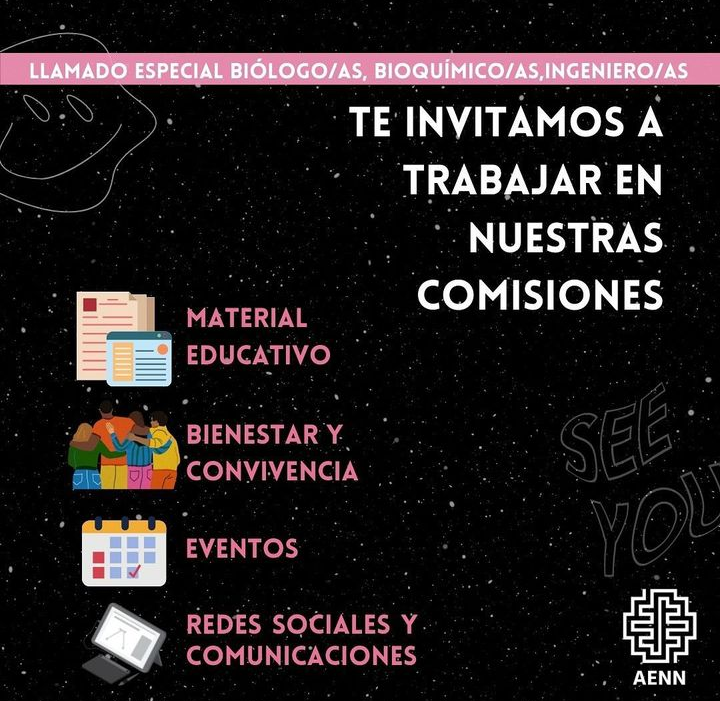 LLAMADO ESPECIAL BIÓLOGO/AS, BIOQUÍMICO/AS,INGENIERO/AS
TE INVITAMOS A
TRABAJAR EN
NUESTRAS
COMISIONES
MATERIAL
EDUCATIVO
BIENESTAR Y
CONVIVENCIA
EVENTOS
REDES SOCIALES Y
COMUNICACIONES
SEE
YOU
AENN